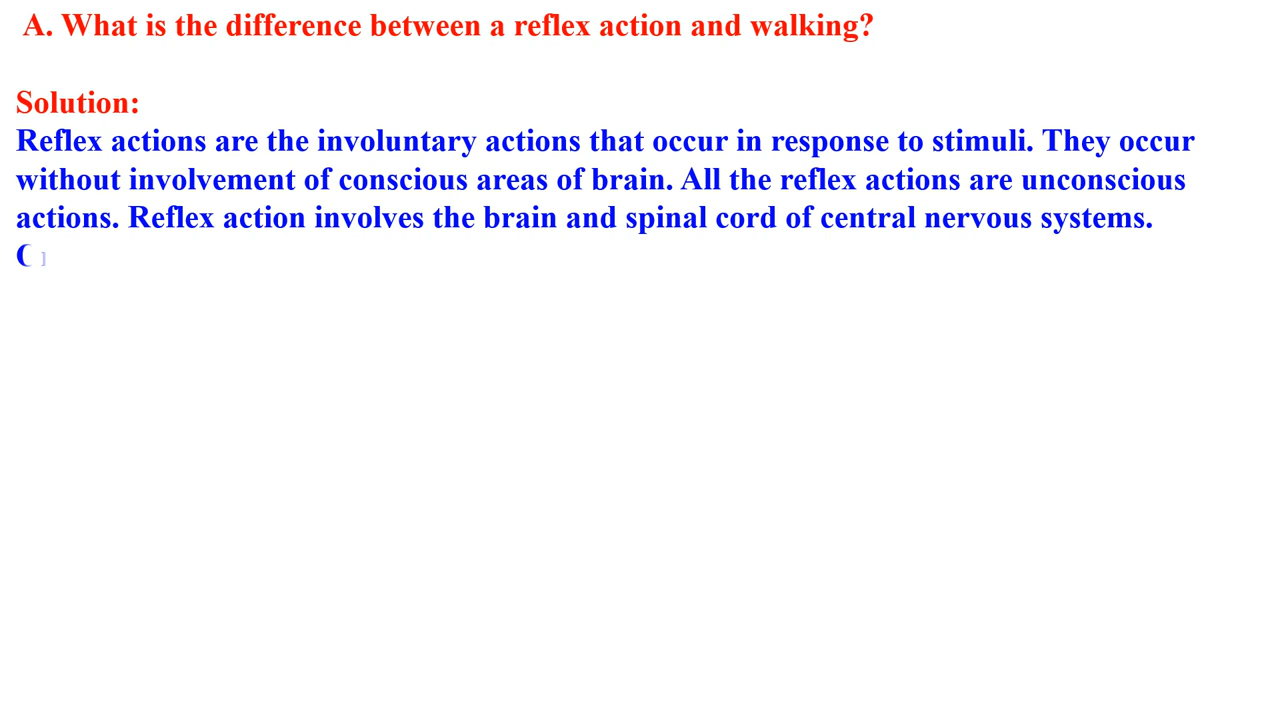 A. What is the difference between a reflex action and walking?
Solution:
Reflex actions are the involuntary actions that occur in response to stimuli. They occur
without involvement of conscious areas of brain. All the reflex actions are unconscious
actions. Reflex action involves the brain and spinal cord of central nervous systems.